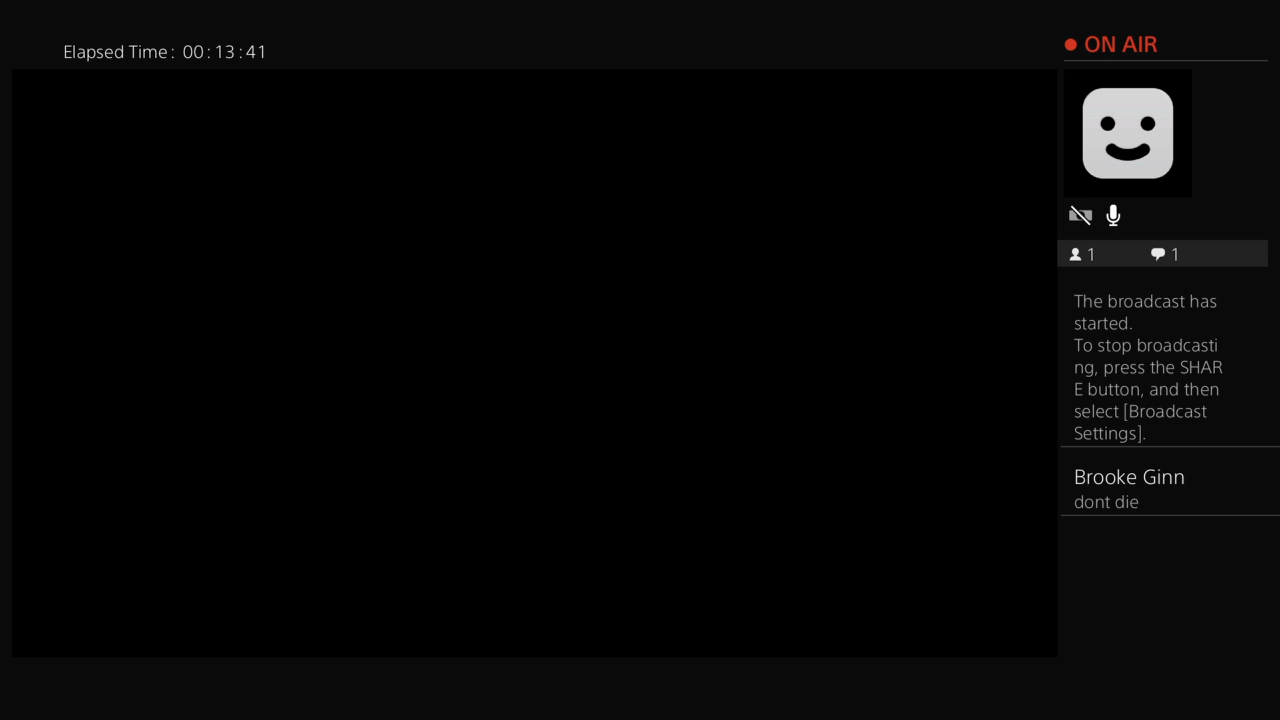 Elapsed Time: 00:13:41
ON AIR
1 1
The broadcast has
started.
To stop broadcasti
ng, press the SHAR
E button, and then
select [Broadcast
Settings].
Brooke Ginn
dont die